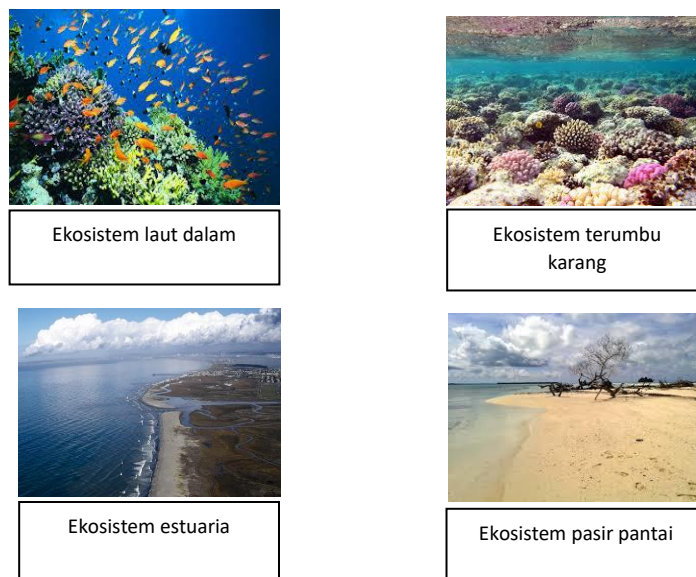 Ekosistem laut dalam
Ekosistem terumbu
karang
Ekosistem estuaria
Ekosistem pasir pantai